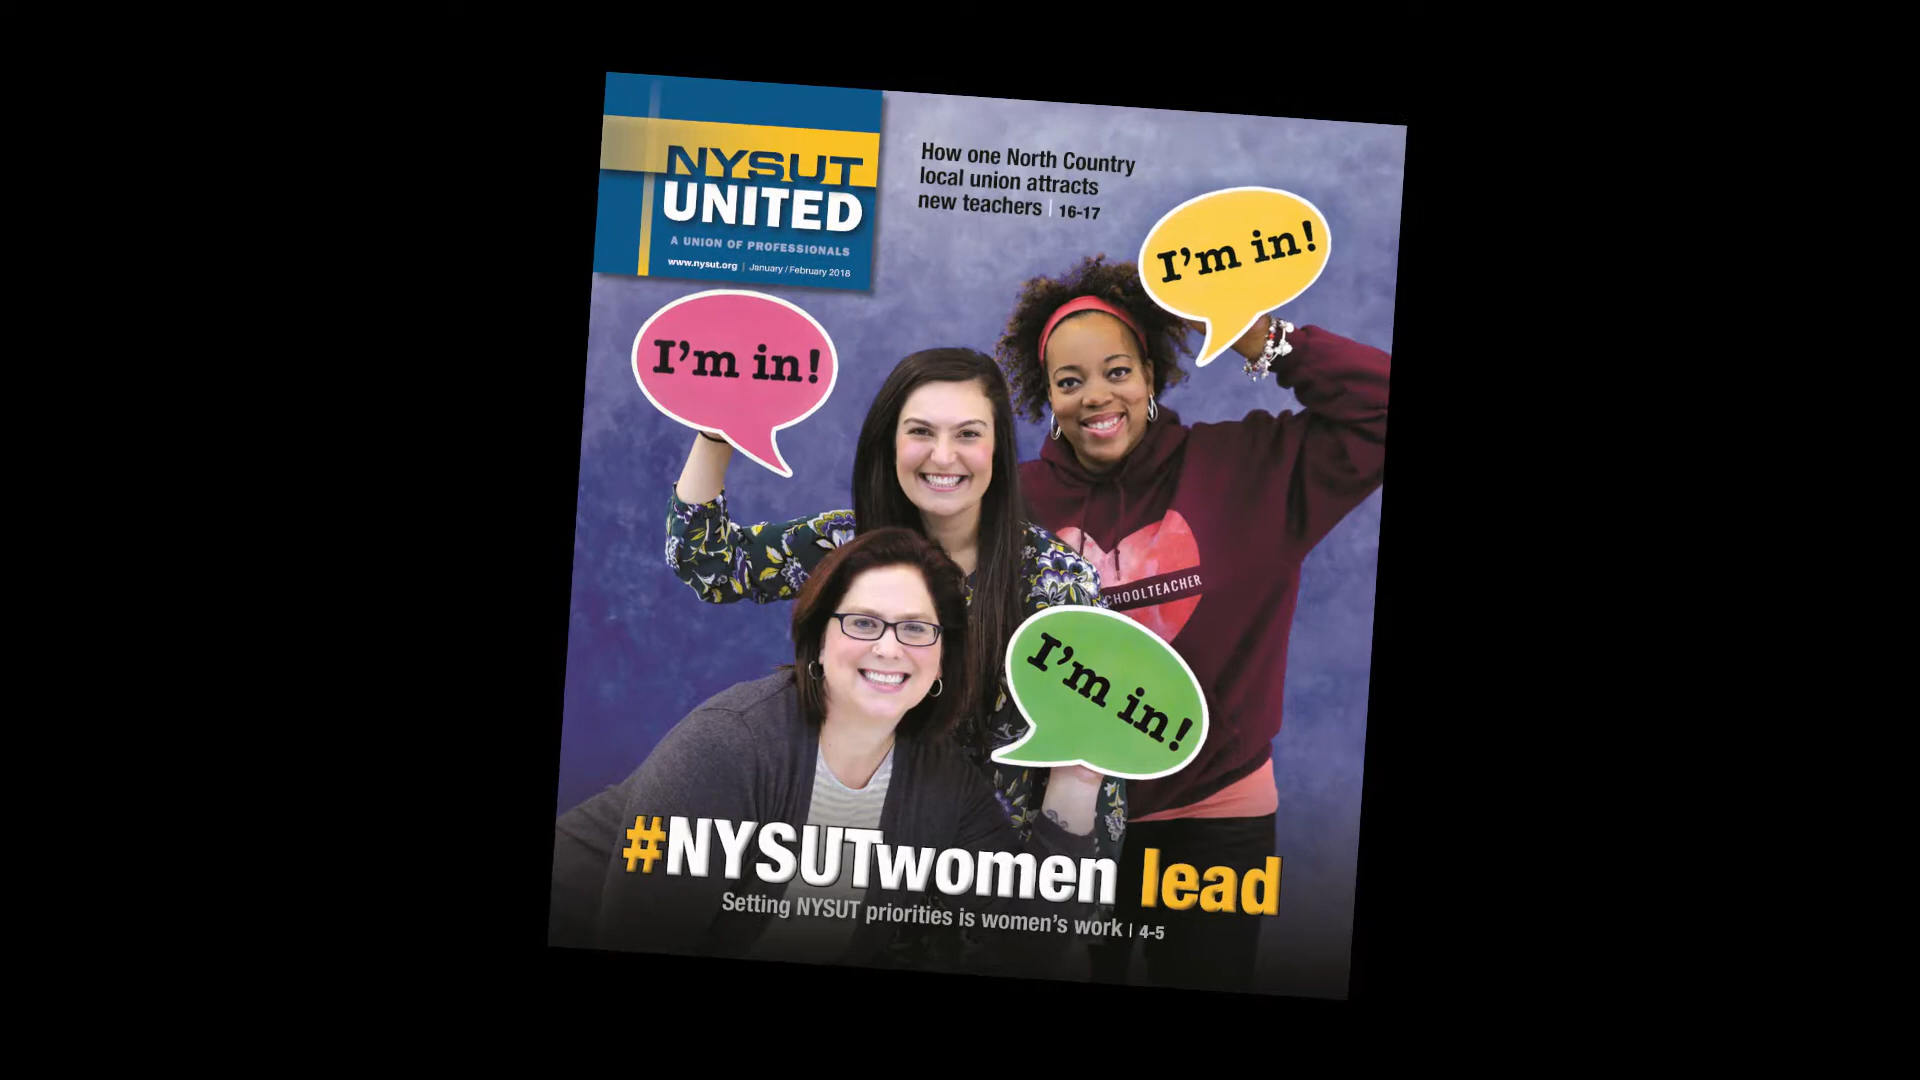 NYSUT
UNITED
A UNION OF PROFESSIONALS
www.nysut.org | January / February 2018
How one North Country
local union attracts
new teachers | 16-17
I'm in!
I'm in!
CHOOLTEACHER
I'm in!
#NYSUTwomen lead
Setting NYSUT priorities is women's work | 4-5